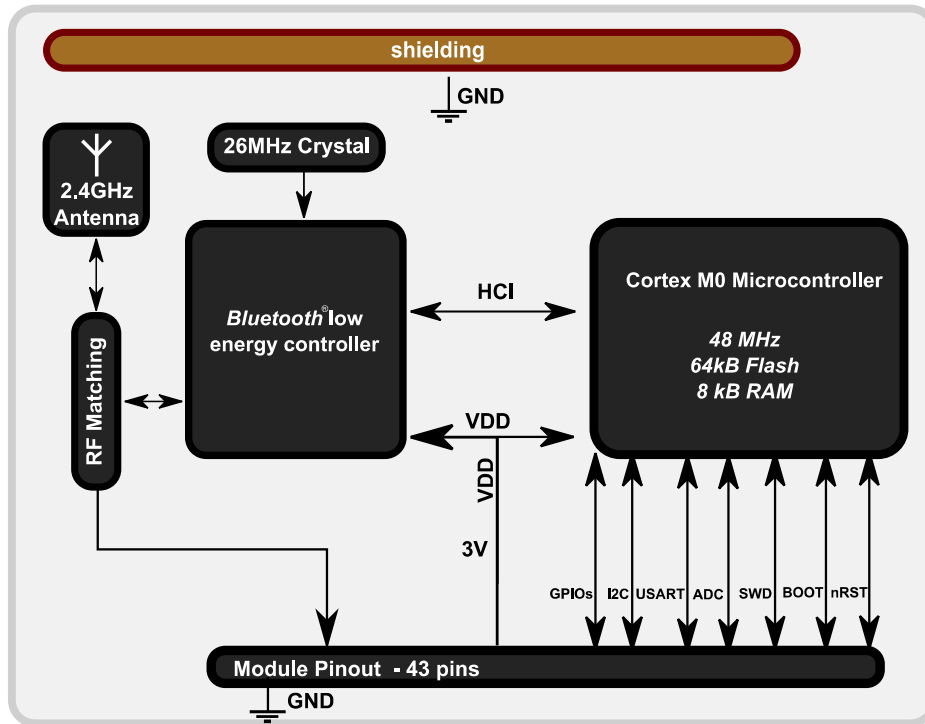 shielding
GND
26MHz Crystal
2.4GHz
Antenna
Bluetooth® low
energy controller
HCI
Cortex M0 Microcontroller
48 MHz
64kB Flash
8 kB RAM
RF Matching
VDD
VDD
3V
GPIOs
I2C
USART
ADC
SWD
BOOT
nRST
Module Pinout - 43 pins
GND